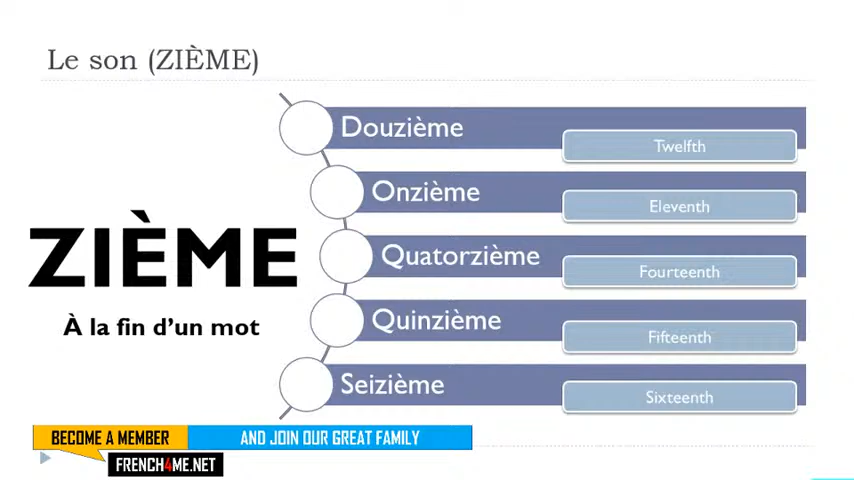 Le son (ZIÈME)
ZIÈME
À la fin d'un mot
Douzième
Twelfth
Onzième
Eleventh
Quatorzième
Fourteenth
Quinzième
Fifteenth
Seizième
Sixteenth
BECOME A MEMBER
AND JOIN OUR GREAT FAMILY
FRENCH4ME.NET